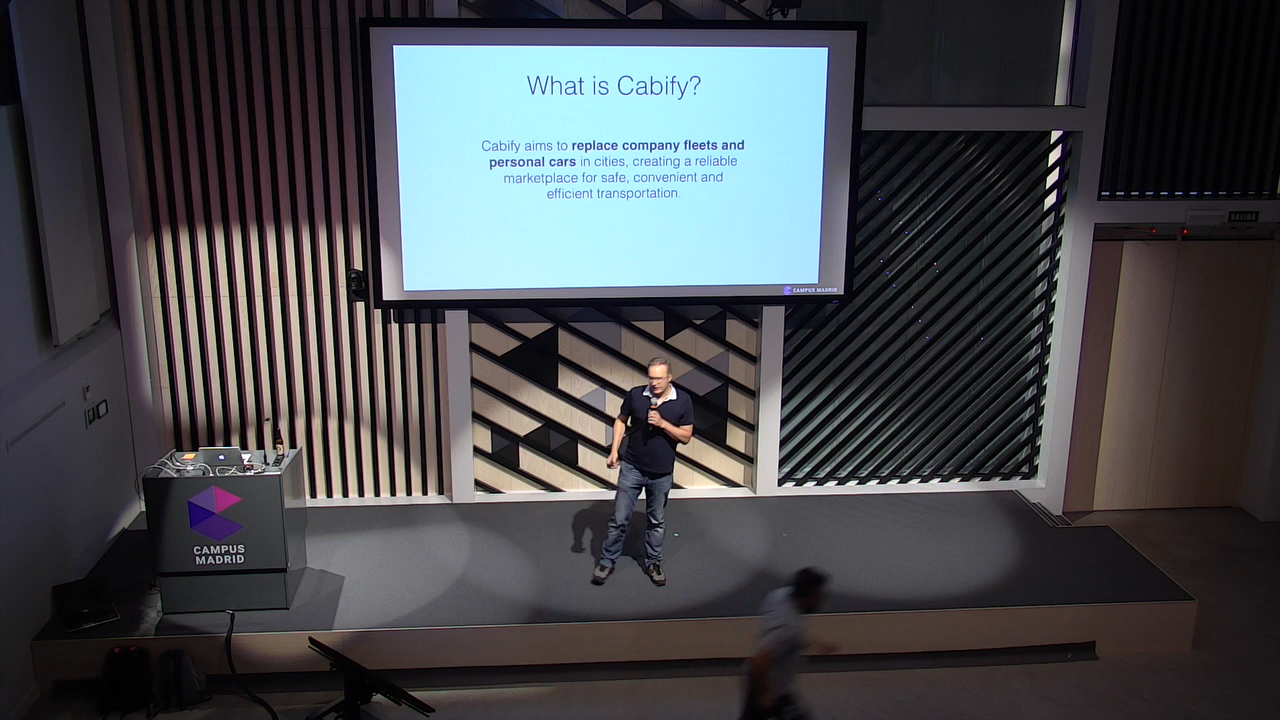 What is Cabify?
Cabify aims to replace company fleets and
personal cars in cities, creating a reliable
marketplace for safe, convenient and
efficient transportation.
CAMPUS MADRID
SALIDA
CAMPUS
MADRID